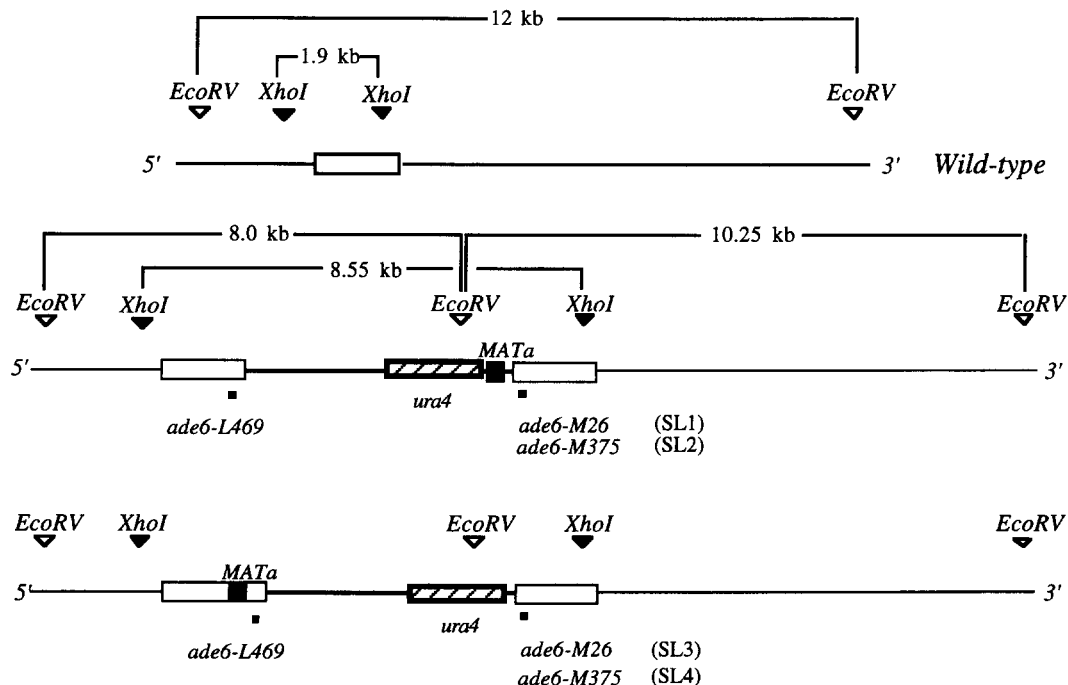 12 kb
1.9 kb
EcoRV XhoI XhoI EcoRV
5' 3' Wild-type
8.0 kb 10.25 kb
8.55 kb
EcoRV XhoI EcoRV XhoI EcoRV
MATa
5' 3'
ura4
ade6-L469 ade6-M26 (SL1)
ade6-M375 (SL2)
EcoRV XhoI EcoRV XhoI EcoRV
MATa
5' 3'
ura4
ade6-L469 ade6-M26 (SL3)
ade6-M375 (SL4)